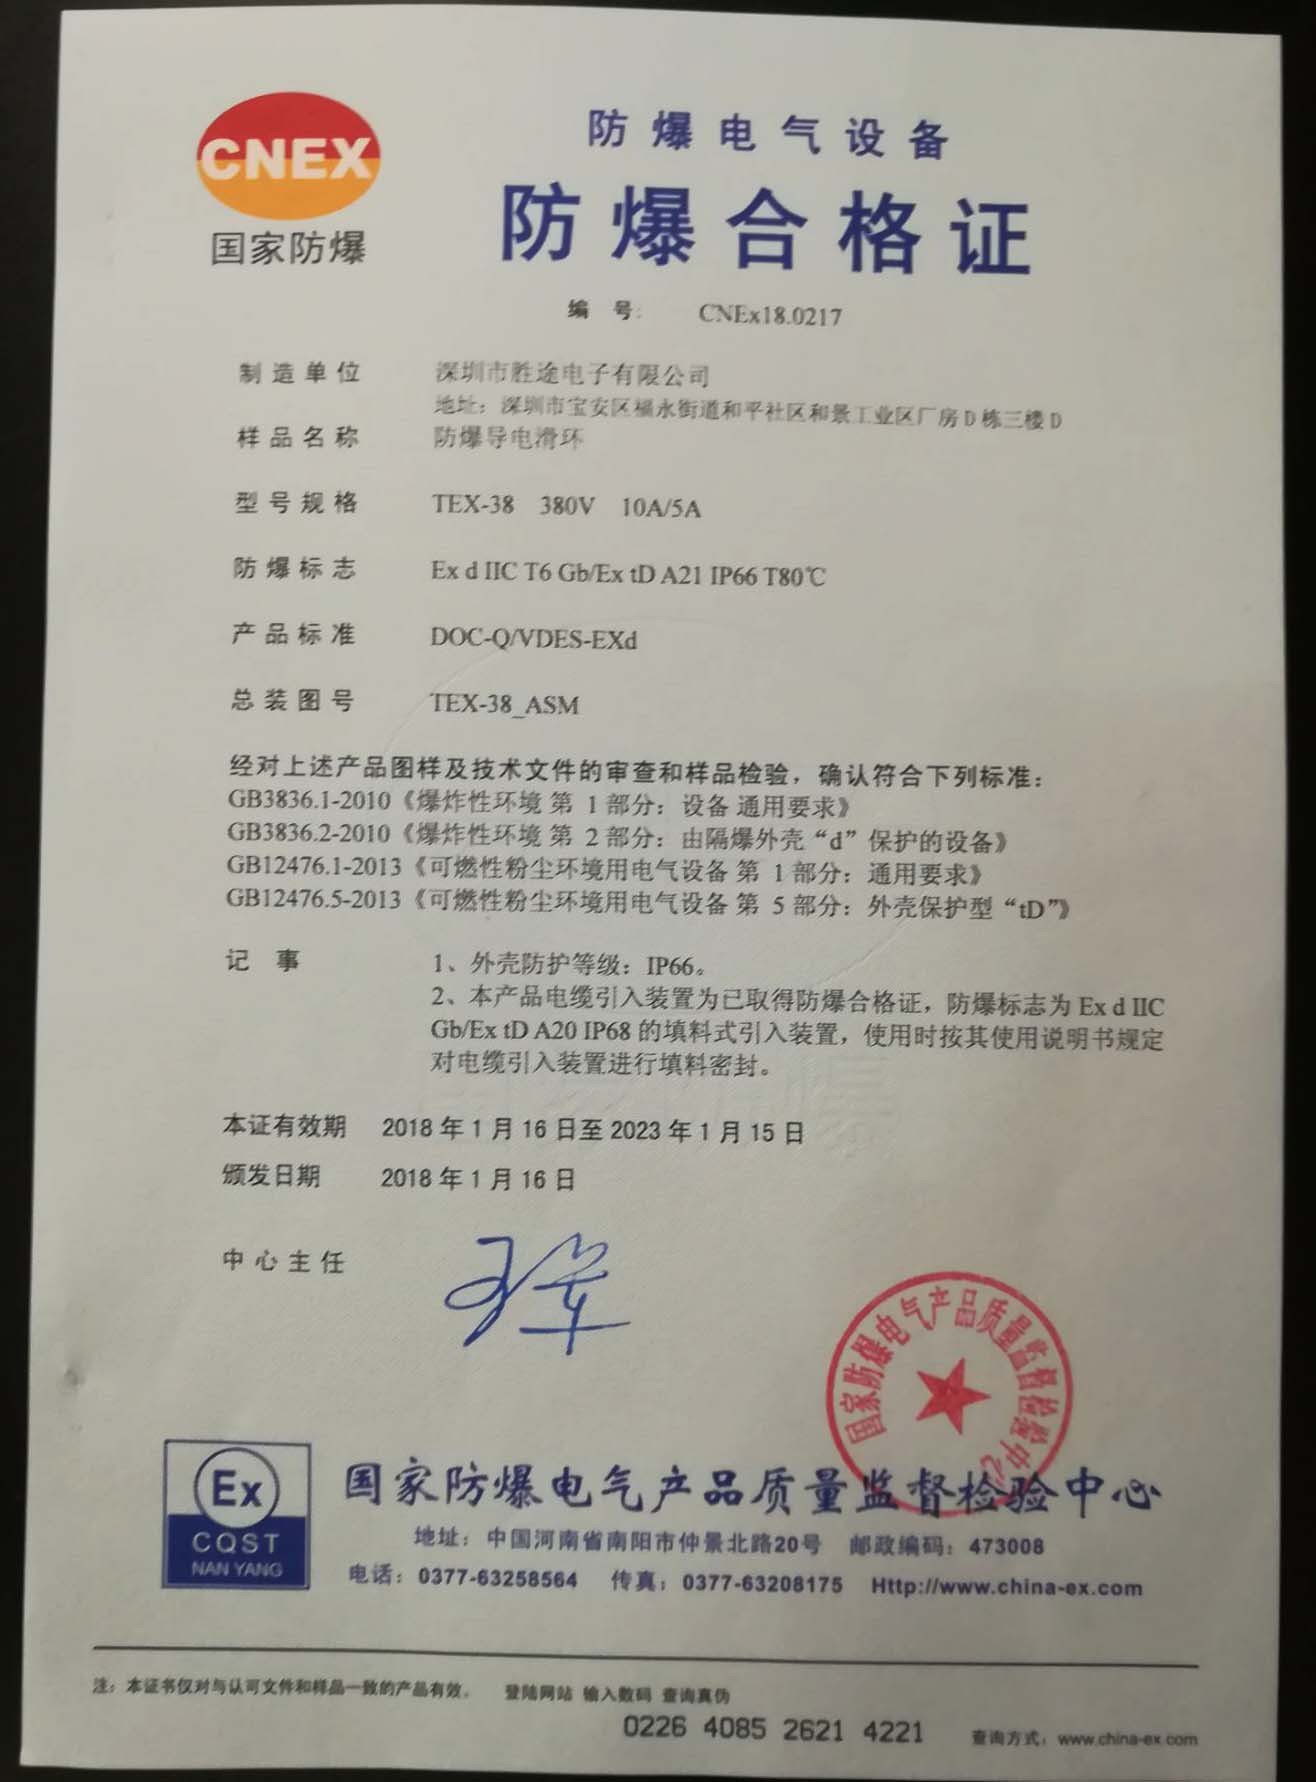 CNEX
国家防爆
防爆电气设备
防爆合格证
编 号: CNEx18.0217
制造单位 深圳市胜途电子有限公司
地址：深圳市宝安区福永街道和平社区和景工业区厂房D栋三楼D
样品名称 防爆导电滑环
型号规格 TEX-38 380V 10A/5A
防爆标志 Ex d IIC T6 Gb/Ex tD A21 IP66 T80℃
产品标准 DOC-Q/VDES-EXd
总装图号 TEX-38_ASM
经对上述产品图样及技术文件的审查和样品检验，确认符合下列标准：
GB3836.1-2010《爆炸性环境 第 1 部分：设备 通用要求》
GB3836.2-2010《爆炸性环境 第 2 部分：由隔爆外壳“d”保护的设备》
GB12476.1-2013《可燃性粉尘环境用电气设备 第 1 部分：通用要求》
GB12476.5-2013《可燃性粉尘环境用电气设备 第 5 部分：外壳保护型“tD”》
记 事 1、外壳防护等级：IP66。
2、本产品电缆引入装置为已取得防爆合格证，防爆标志为 Ex d IIC
Gb/Ex tD A20 IP68 的填料式引入装置，使用时按其使用说明书规定
对电缆引入装置进行填料密封。
国家防爆
本证有效期 2018 年 1 月 16 日至 2023 年 1 月 15 日
颁发日期 2018 年 1 月 16 日
中心主任
国家防爆电气产品质量监督检验中心
Ex
CQST
NAN YANG
国家防爆电气产品质量监督检验中心
地址：中国河南省南阳市仲景北路20号 邮政编码：473008
电话：0377-63258564 传真：0377-63208175 Http://www.china-ex.com
注：本证书仅对与认可文件和样品一致的产品有效。 登陆网站 输入数码 查询真伪
0226 4085 2621 4221 查询方式：www.china-ex.com